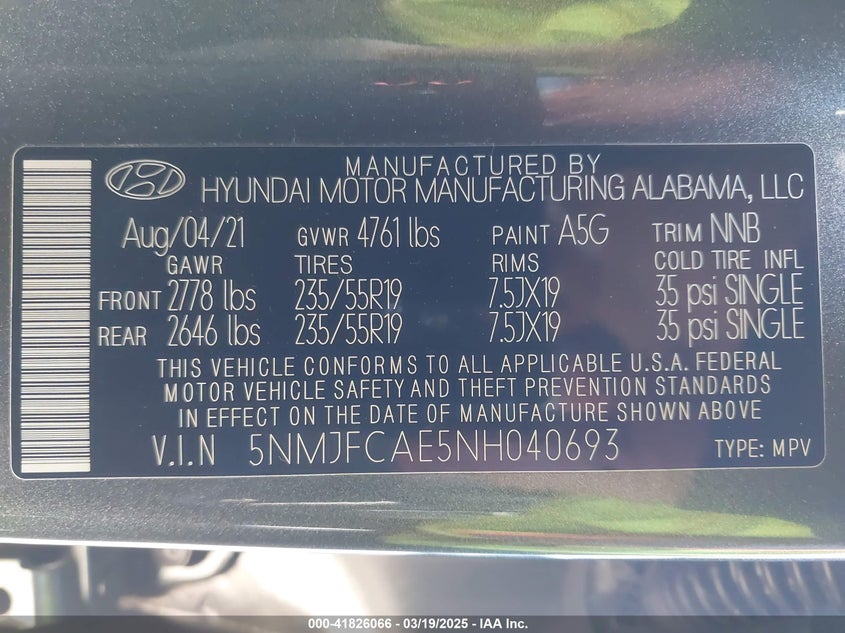 MANUFACTURED BY
HYUNDAI MOTOR MANUFACTURING ALABAMA, LLC
Aug/04/21 GVWR 4761 lbs PAINT A5G TRIM NNB
GAWR TIRES RIMS COLD TIRE INFL
FRONT 2778 lbs 235/55R19 7.5JX19 35 psi SINGLE
REAR 2646 lbs 235/55R19 7.5JX19 35 psi SINGLE
THIS VEHICLE CONFORMS TO ALL APPLICABLE U.S.A. FEDERAL
MOTOR VEHICLE SAFETY AND THEFT PREVENTION STANDARDS
IN EFFECT ON THE DATE OF MANUFACTURE SHOWN ABOVE
V.I.N 5NMJFCAE5NH040693 TYPE: MPV
000-41826066 - 03/19/2025 - IAA Inc.